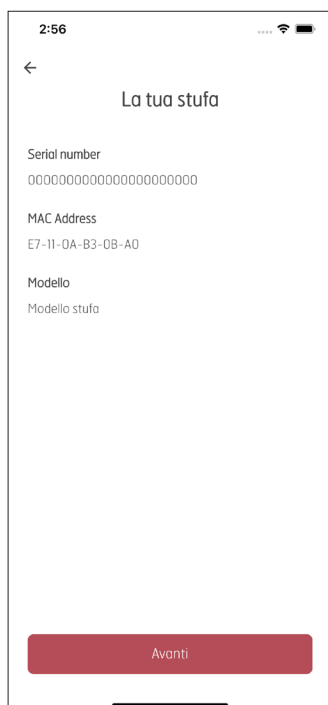 2:56
La tua stufa
Serial number
00000000000000000000000
MAC Address
E7-11-0A-B3-0B-A0
Modello
Modello stufa
Avanti